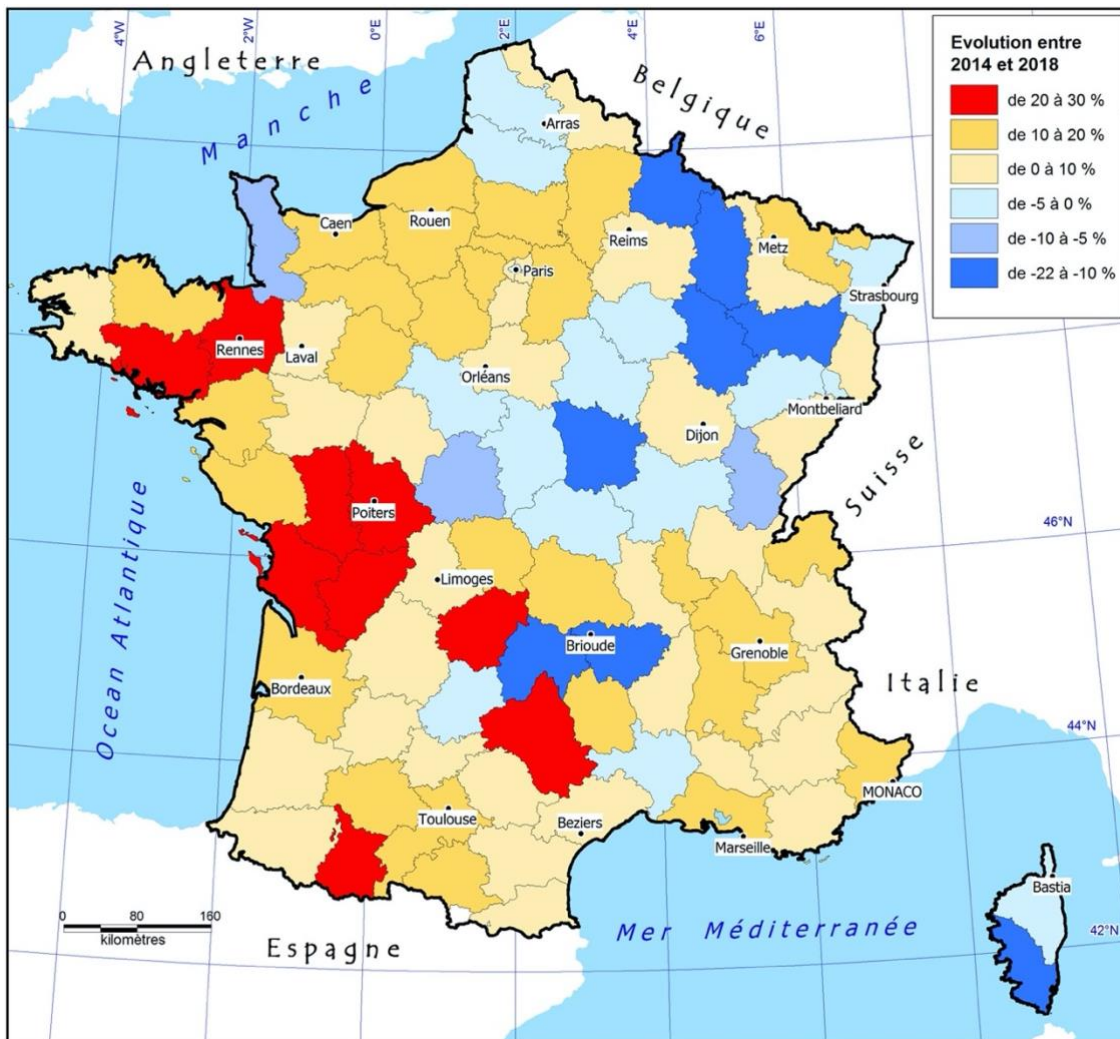 4°W
2°W
0°E
2°E
4°E
6°E
Angleterre
Manche
Belgique
Evolution entre
2014 et 2018
de 20 à 30 %
de 10 à 20 %
de 0 à 10 %
de -5 à 0 %
de -10 à -5 %
de -22 à -10 %
Arras
Caen
Rouen
Reims
Metz
Paris
Strasbourg
Rennes
Laval
Orléans
Montbeliard
Dijon
Suisse
Poiters
46°N
Limoges
Ocean Atlantique
Brioude
Grenoble
Bordeaux
Italie
44°N
MONACO
Toulouse
Beziers
Marseille
Bastia
0 80 160
kilomètres
Espagne
Mer Méditerranée
42°N